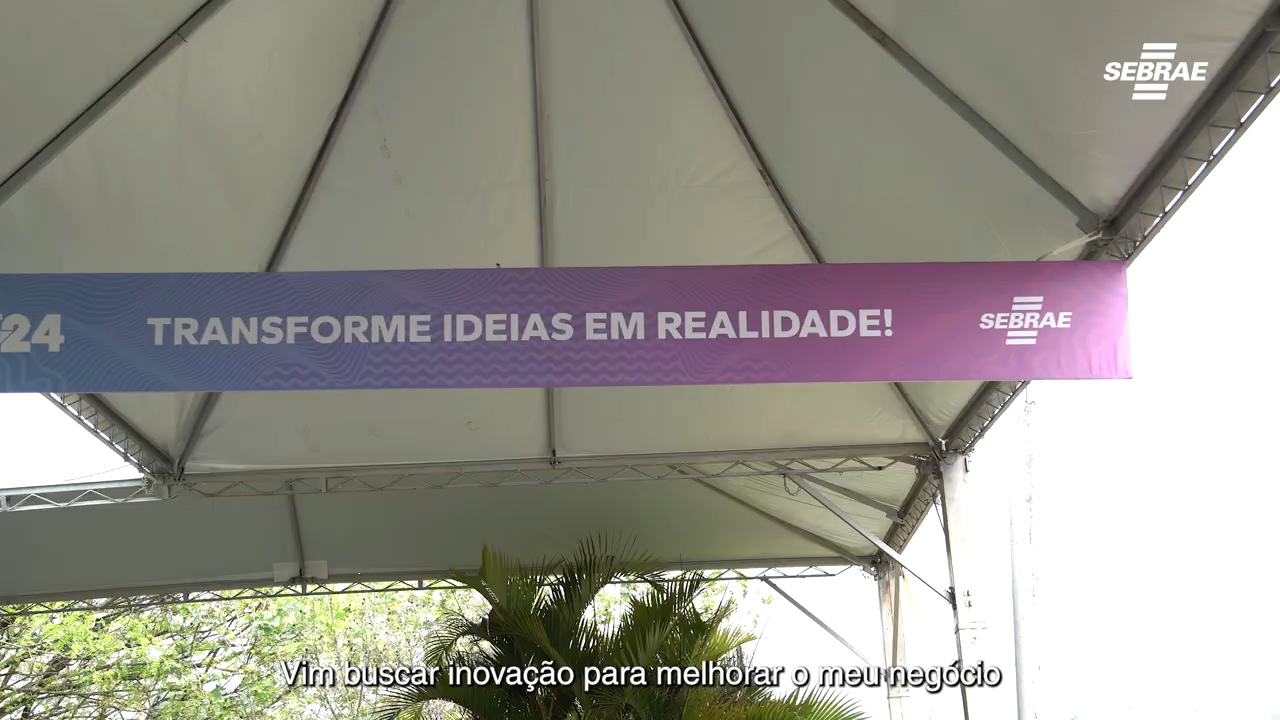 SEBRAE
24 TRANSFORME IDEIAS EM REALIDADE! SEBRAE
Vim buscar inovação para melhorar o meu negócio